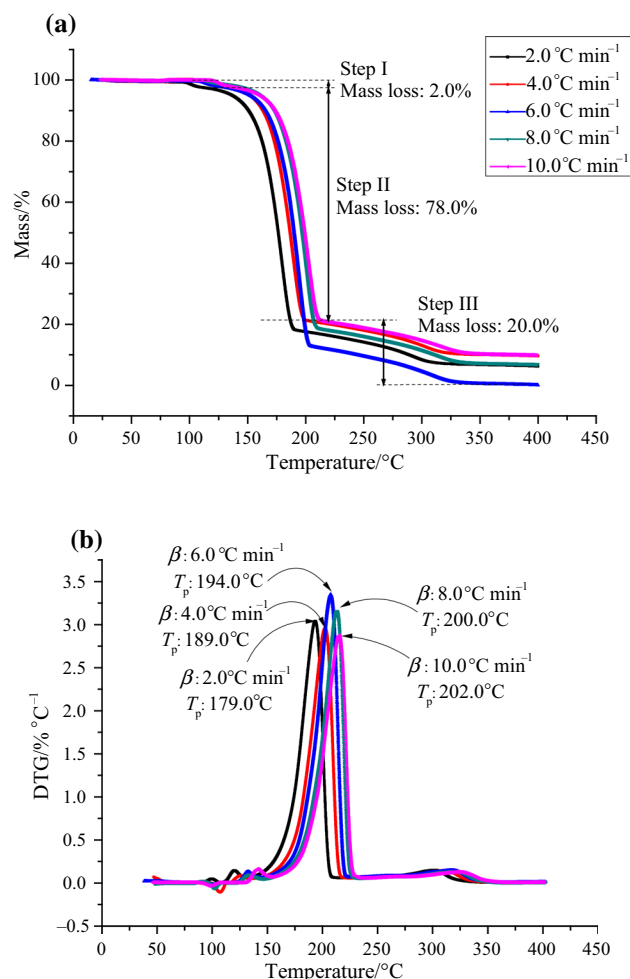 (a)
Mass/%
100
80
60
40
20
0
Step I
Mass loss: 2.0%
Step II
Mass loss: 78.0%
Step III
Mass loss: 20.0%
2.0 °C min⁻¹
4.0 °C min⁻¹
6.0 °C min⁻¹
8.0 °C min⁻¹
10.0 °C min⁻¹
0 50 100 150 200 250 300 350 400 450
Temperature/°C
(b)
DTG/% °C⁻¹
3.5
3.0
2.5
2.0
1.5
1.0
0.5
0.0
−0.5
β: 6.0 °C min⁻¹
Tₚ: 194.0°C
β: 4.0 °C min⁻¹
Tₚ: 189.0°C
β: 2.0°C min⁻¹
Tₚ: 179.0°C
β: 8.0 °C min⁻¹
Tₚ: 200.0°C
β: 10.0 °C min⁻¹
Tₚ: 202.0°C
0 50 100 150 200 250 300 350 400 450
Temperature/°C